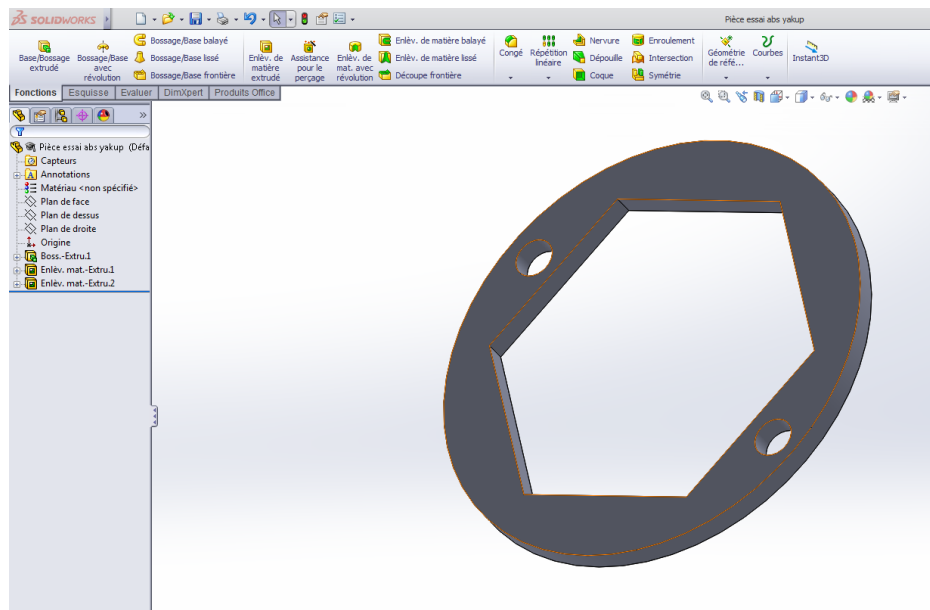 DS SOLIDWORKS
Pièce essai abs yakup
Base/Bossage extrudé
Bossage/Base avec révolution
Bossage/Base balayé
Bossage/Base lissé
Bossage/Base frontière
Enlèv. de matière extrudé
Assistance pour le perçage
Enlèv. de mat. avec révolution
Enlèv. de matière balayé
Enlèv. de matière lissé
Découpe frontière
Congé
Répétition linéaire
Nervure
Dépouille
Coque
Enroulement
Intersection
Symétrie
Géométrie de réfé...
Courbes
Instant3D
Fonctions Esquisse Evaluer DimXpert Produits Office
Pièce essai abs yakup (Défa
Capteurs
Annotations
Matériau <non spécifié>
Plan de face
Plan de dessus
Plan de droite
Origine
Boss.-Extru.1
Enlèv. mat.-Extru.1
Enlèv. mat.-Extru.2